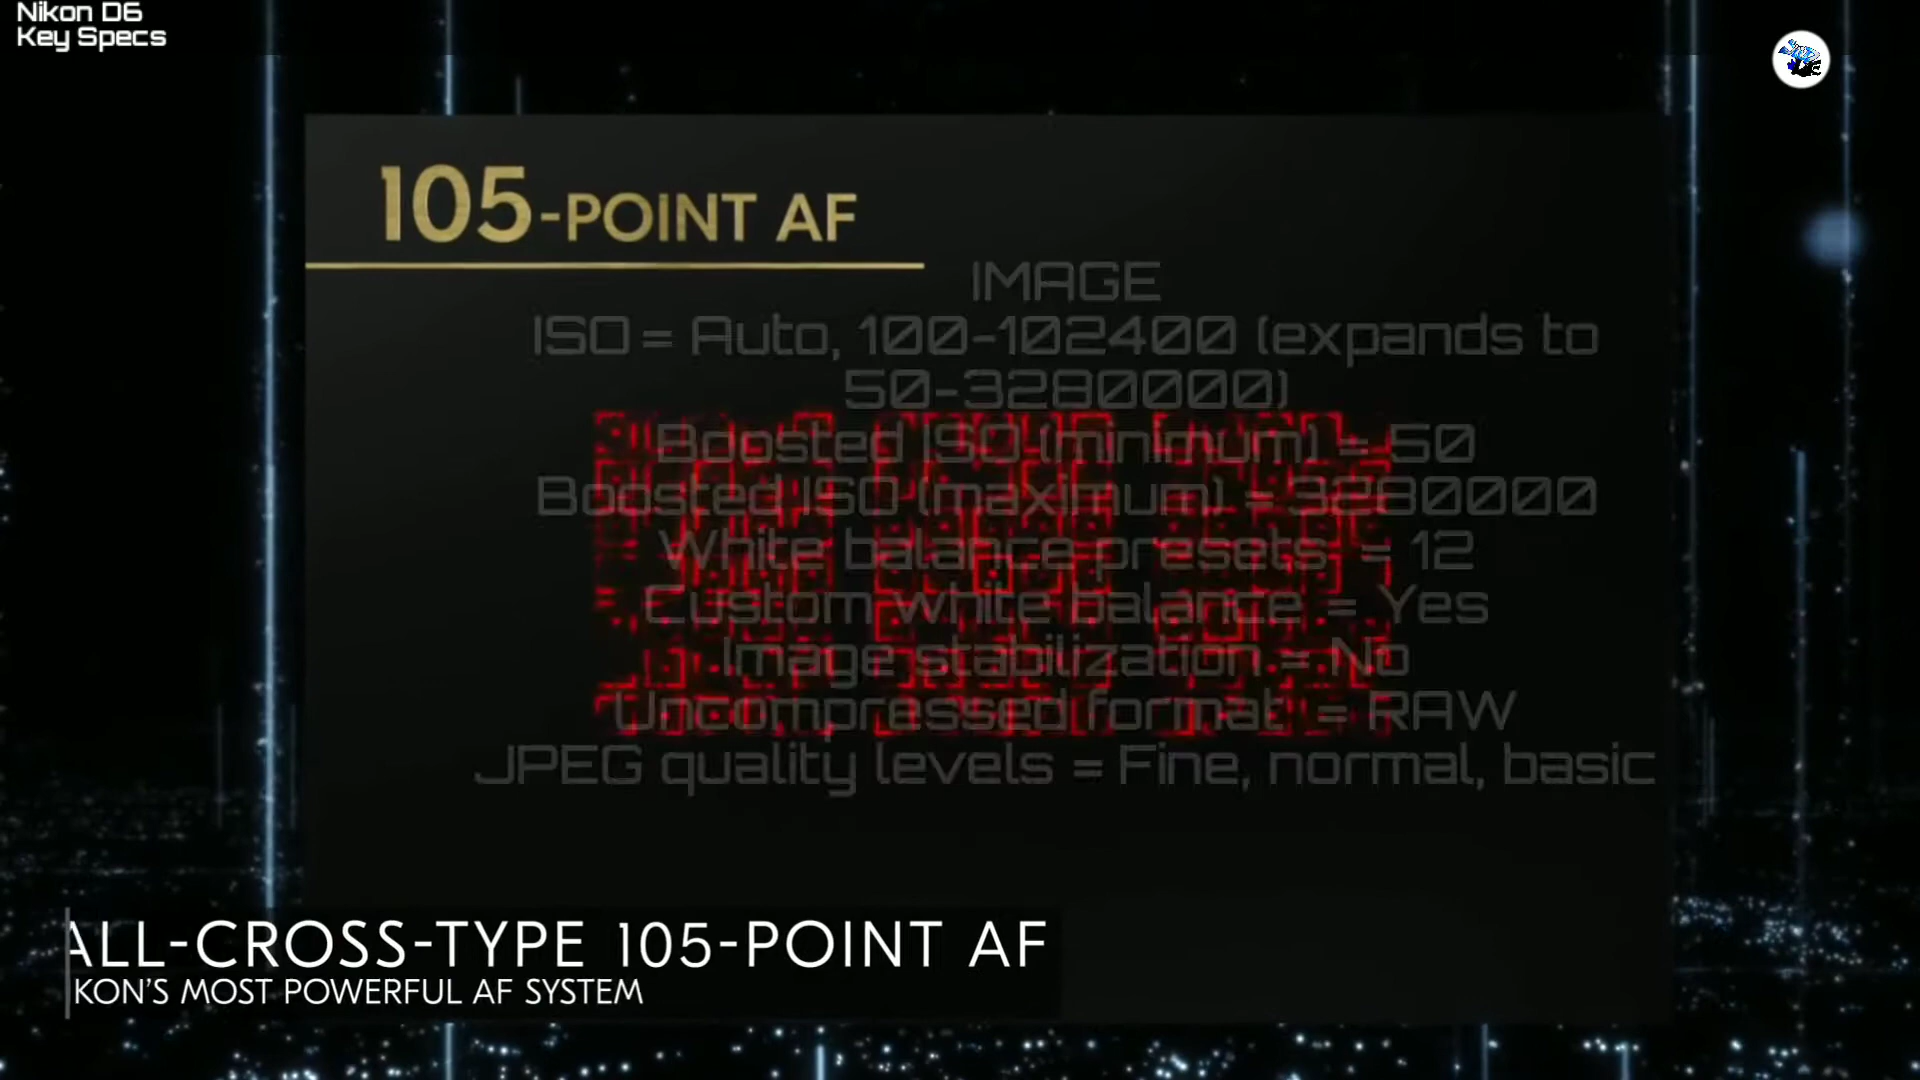 Nikon D6
Key Specs
105-POINT AF
IMAGE
ISO = Auto, 100-102400 (expands to
50-3280000)
Boosted ISO (minimum) = 50
Boosted ISO (maximum) = 3280000
White balance presets = 12
Custom white balance = Yes
Image stabilization = No
Uncompressed format = RAW
JPEG quality levels = Fine, normal, basic
ALL-CROSS-TYPE 105-POINT AF
KON'S MOST POWERFUL AF SYSTEM